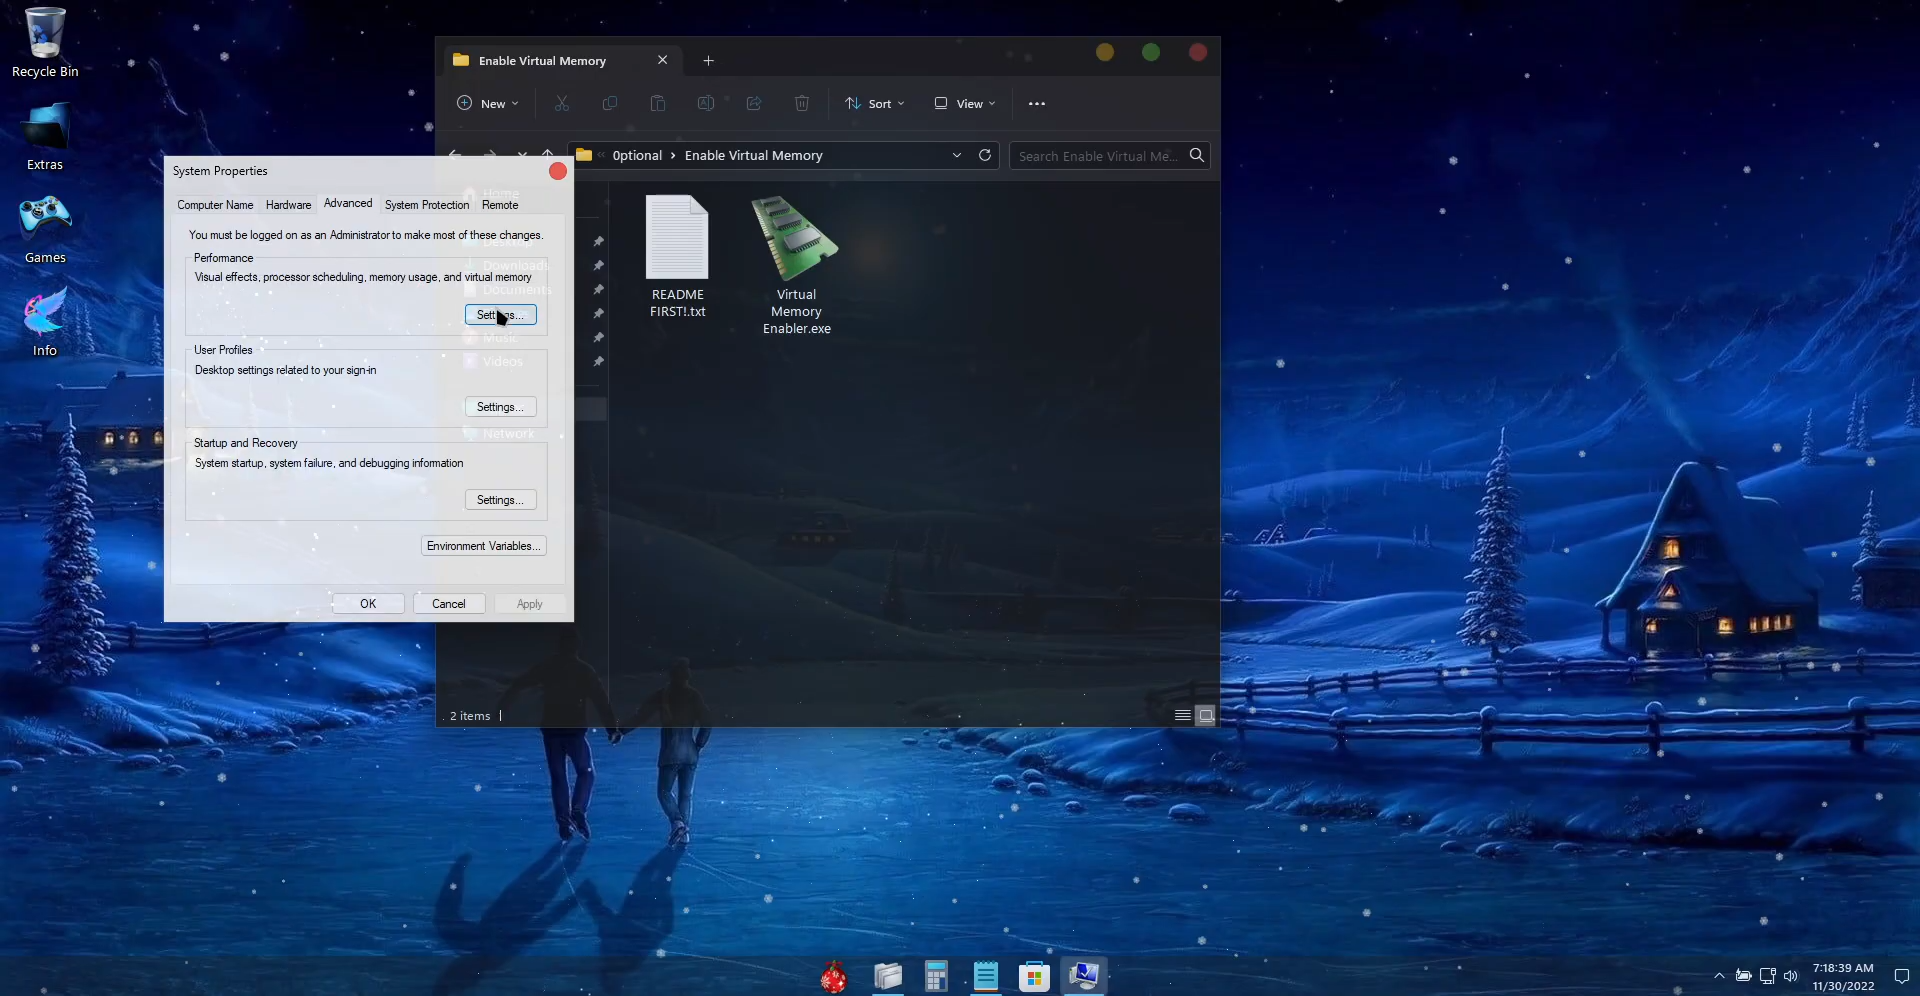 Recycle Bin
Extras
Games
Info
Enable Virtual Memory
New
Sort
View
Optional > Enable Virtual Memory
Search Enable Virtual Me...
System Properties
Computer Name
Hardware
Advanced
System Protection
Remote
You must be logged on as an Administrator to make most of these changes.
Performance
Visual effects, processor scheduling, memory usage, and virtual memory
Settings...
User Profiles
Desktop settings related to your sign-in
Settings...
Startup and Recovery
System startup, system failure, and debugging information
Settings...
Environment Variables...
OK
Cancel
Apply
Home
Desktop
Downloads
Documents
Music
Videos
Network
README
FIRST!.txt
Virtual
Memory
Enabler.exe
2 items
7:18:39 AM
11/30/2022